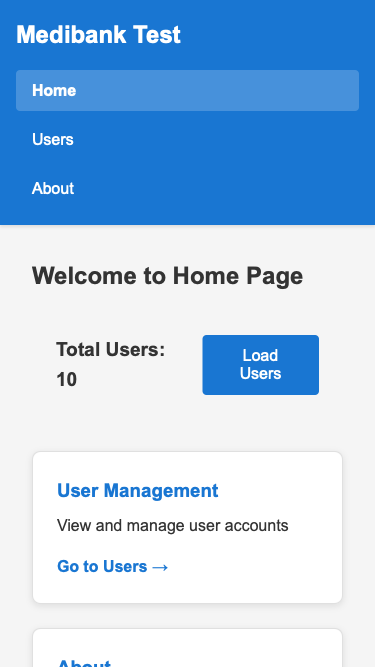 Medibank Test
Home
Users
About
Welcome to Home Page
Total Users:
10
Load
Users
User Management
View and manage user accounts
Go to Users →
About